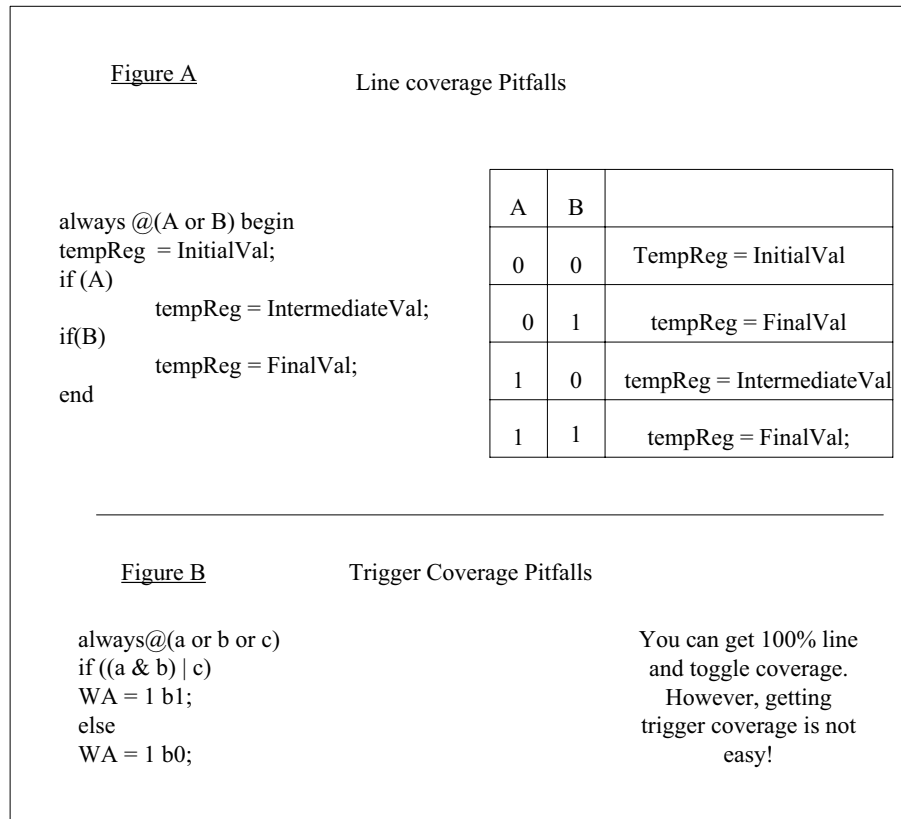 Figure A
Line coverage Pitfalls
always @(A or B) begin
tempReg = InitialVal;
if (A)
tempReg = IntermediateVal;
if(B)
tempReg = FinalVal;
end
A B
0 0 TempReg = InitialVal
0 1 tempReg = FinalVal
1 0 tempReg = IntermediateVal
1 1 tempReg = FinalVal;
Figure B
Trigger Coverage Pitfalls
always@(a or b or c)
if ((a & b) | c)
WA = 1 b1;
else
WA = 1 b0;
You can get 100% line
and toggle coverage.
However, getting
trigger coverage is not
easy!